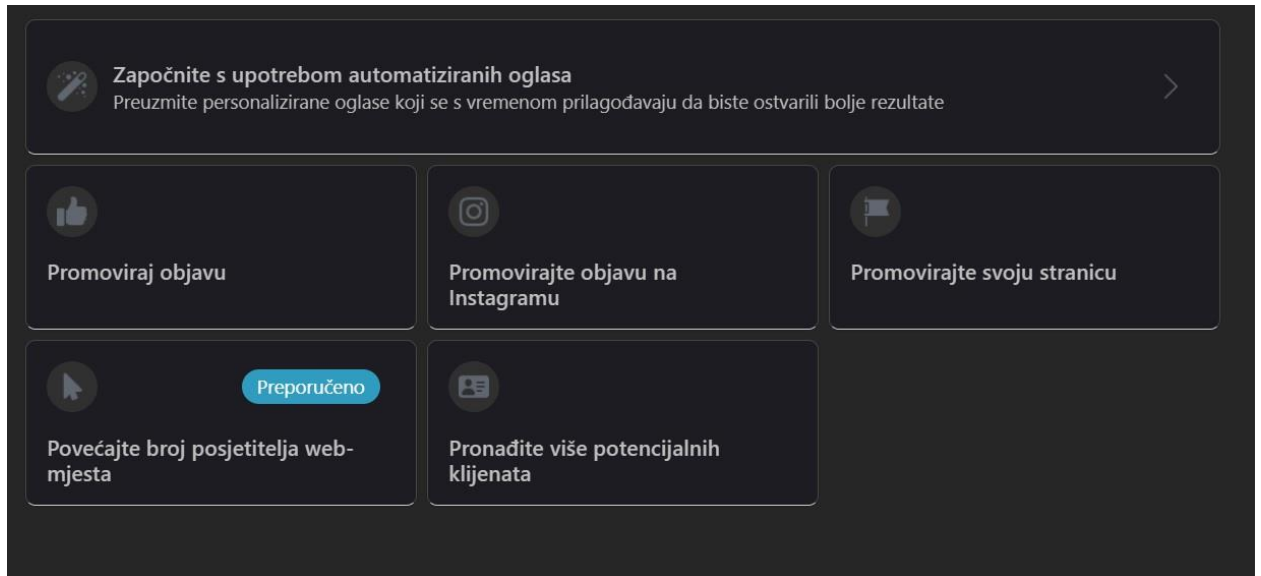 Započnite s upotrebom automatiziranih oglasa
Preuzmite personalizirane oglase koji se s vremenom prilagođavaju da biste ostvarili bolje rezultate
Promoviraj objavu
Promovirajte objavu na
Instagramu
Promovirajte svoju stranicu
Preporučeno
Povećajte broj posjetitelja web-
mjesta
Pronađite više potencijalnih
klijenata